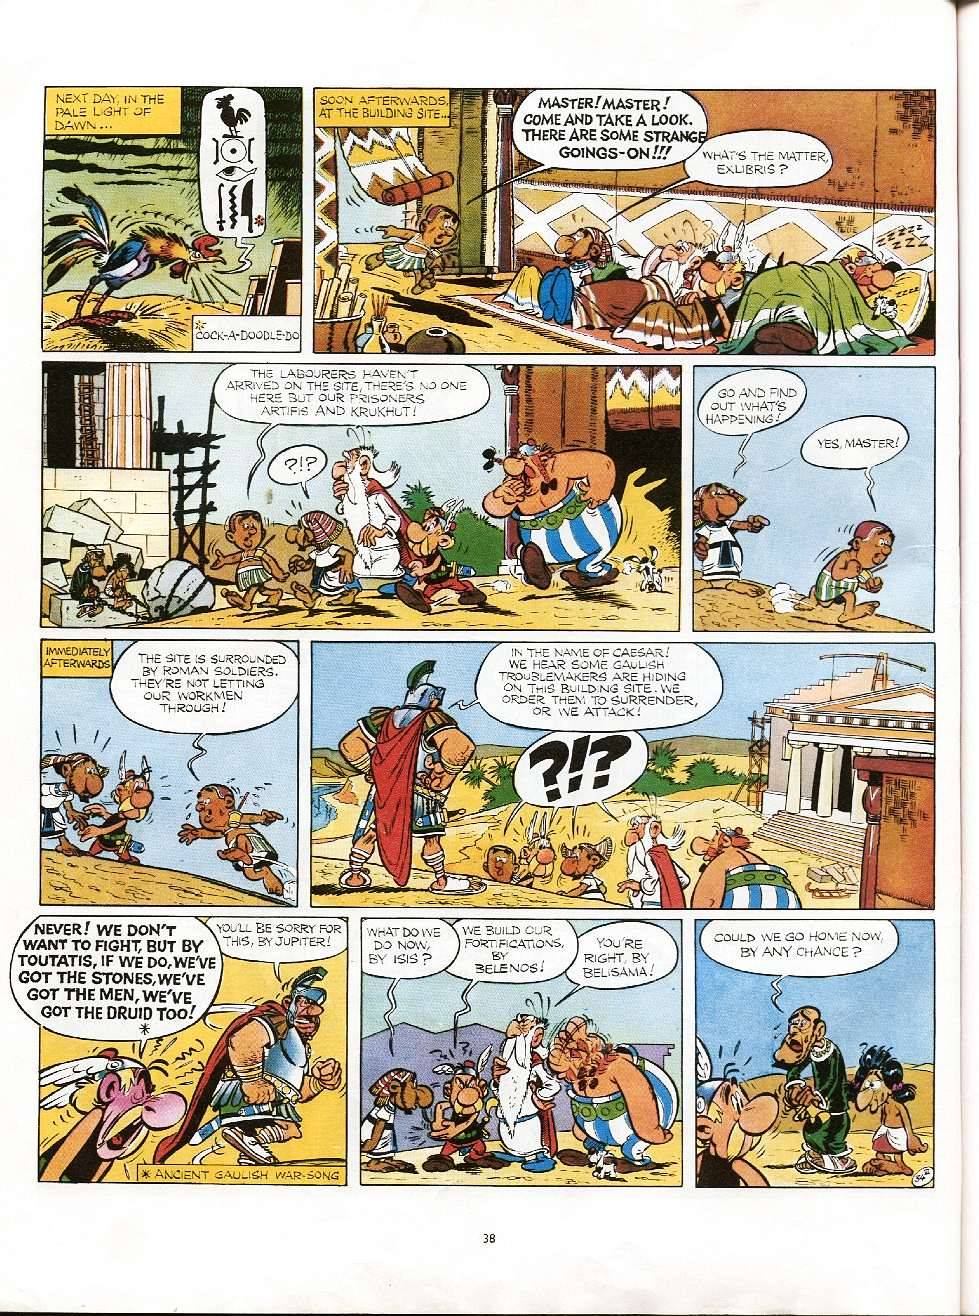 NEXT DAY, IN THE
PALE LIGHT OF
DAWN...
*
*
COCK-A-DOODLE-DO
SOON AFTERWARDS,
AT THE BUILDING SITE...
MASTER! MASTER!
COME AND TAKE A LOOK.
THERE ARE SOME STRANGE
GOINGS-ON!!!
WHAT'S THE MATTER,
EXLIBRIS?
ZZZZ
ZZZZ
ZZZZ
THE LABOURERS HAVEN'T
ARRIVED ON THE SITE, THERE'S NO ONE
HERE BUT OUR PRISONERS
ARTIFIS AND KRUKHUT!
?!?
GO AND FIND
OUT WHAT'S
HAPPENING!
YES, MASTER!
IMMEDIATELY
AFTERWARDS
THE SITE IS SURROUNDED
BY ROMAN SOLDIERS.
THEY'RE NOT LETTING
OUR WORKMEN
THROUGH!
IN THE NAME OF CAESAR!
WE HEAR SOME GAULISH
TROUBLEMAKERS ARE HIDING
ON THIS BUILDING SITE. WE
ORDER THEM TO SURRENDER,
OR WE ATTACK!
?!?
NEVER! WE DON'T
WANT TO FIGHT, BUT BY
TOUTATIS, IF WE DO, WE'VE
GOT THE STONES, WE'VE
GOT THE MEN, WE'VE
GOT THE DRUID TOO!
*
YOU'LL BE SORRY FOR
THIS, BY JUPITER!
* ANCIENT GAULISH WAR-SONG
WHAT DO WE
DO NOW,
BY ISIS?
WE BUILD OUR
FORTIFICATIONS,
BY
BELENOS!
YOU'RE
RIGHT, BY
BELISAMA!
COULD WE GO HOME NOW,
BY ANY CHANCE?
38